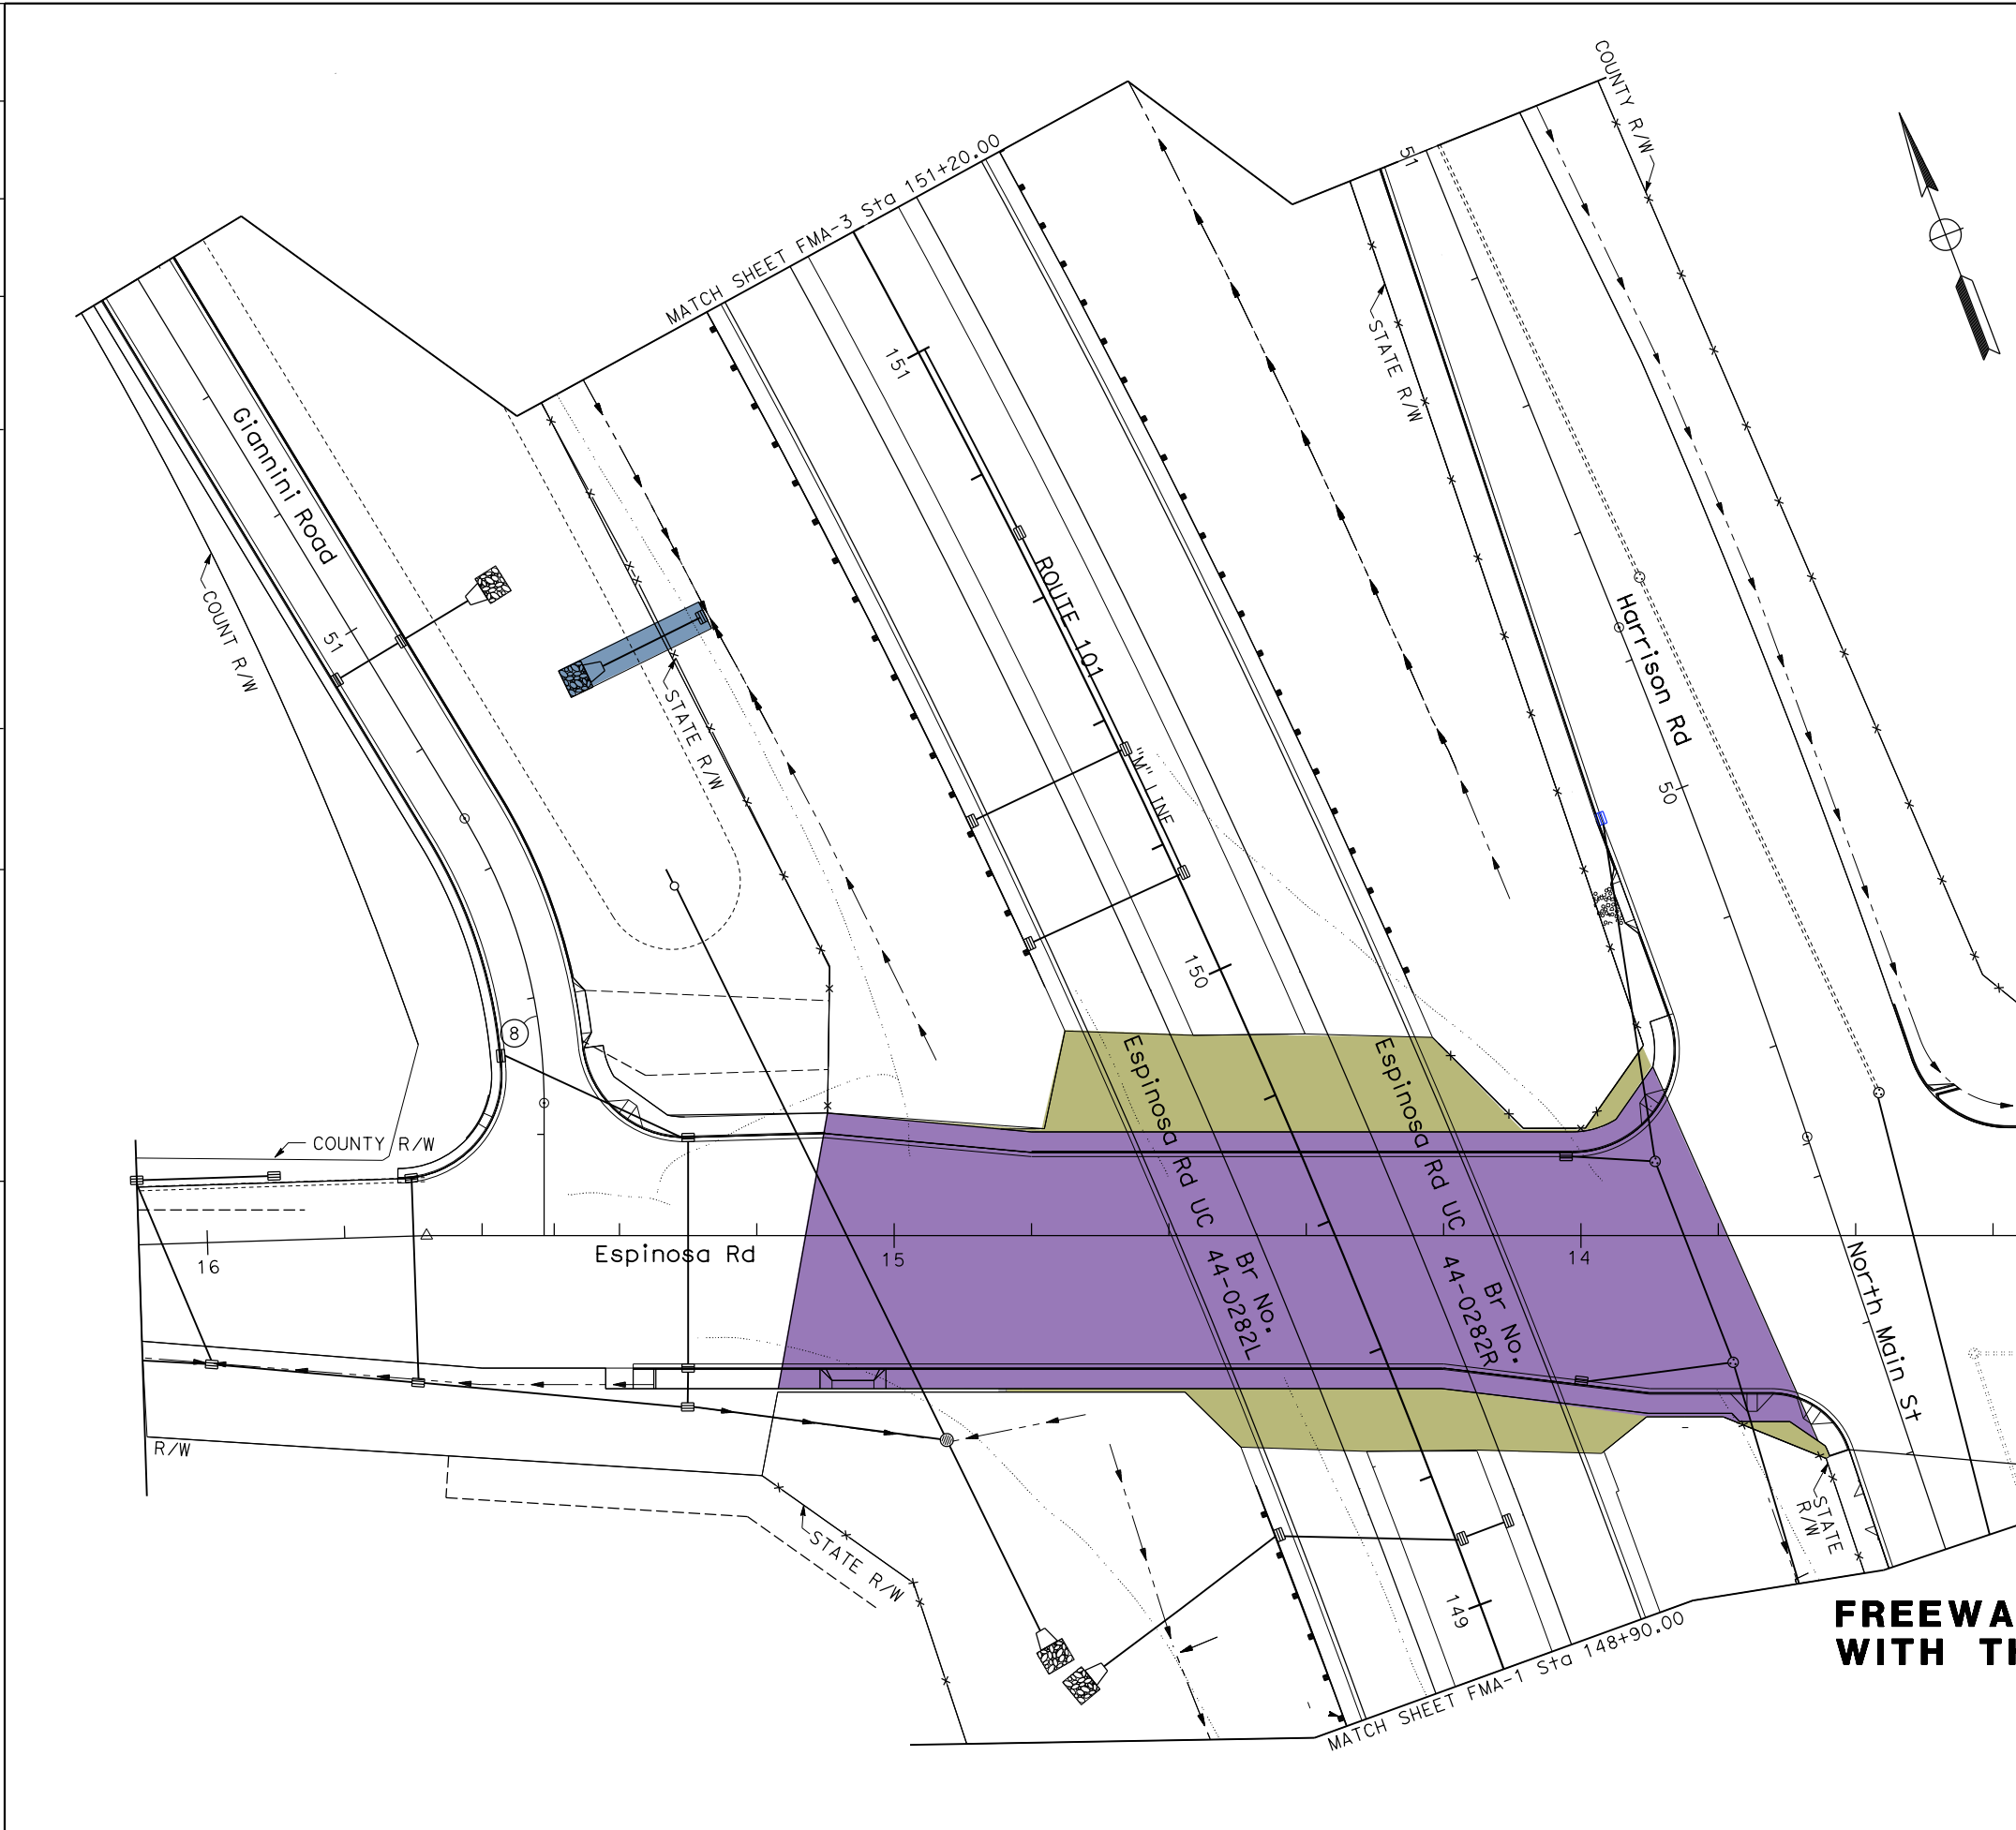 COUNTY R/W
MATCH SHEET FMA-3 Sta 151+20.00
51
151
STATE R/W
Giannini Road
COUNT R/W
51
ROUTE 101
"M" LINE
STATE R/W
Harrison Rd
50
150
8
Espinosa Rd UC
Br No.
44-0282L
Espinosa Rd UC
Br No.
44-0282R
COUNTY R/W
16
Espinosa Rd
15
14
North Main St
R/W
STATE R/W
STATE
R/W
149
MATCH SHEET FMA-1 Sta 148+90.00
FREEWA
WITH TH